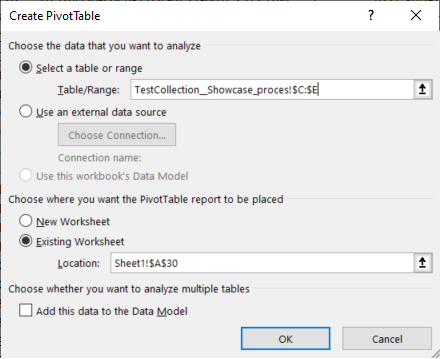 Create PivotTable
? ×
Choose the data that you want to analyze
Select a table or range
Table/Range: TestCollection__Showcase_proces!$C:$E
Use an external data source
Choose Connection...
Connection name:
Use this workbook's Data Model
Choose where you want the PivotTable report to be placed
New Worksheet
Existing Worksheet
Location: Sheet1!$A$30
Choose whether you want to analyze multiple tables
Add this data to the Data Model
OK Cancel